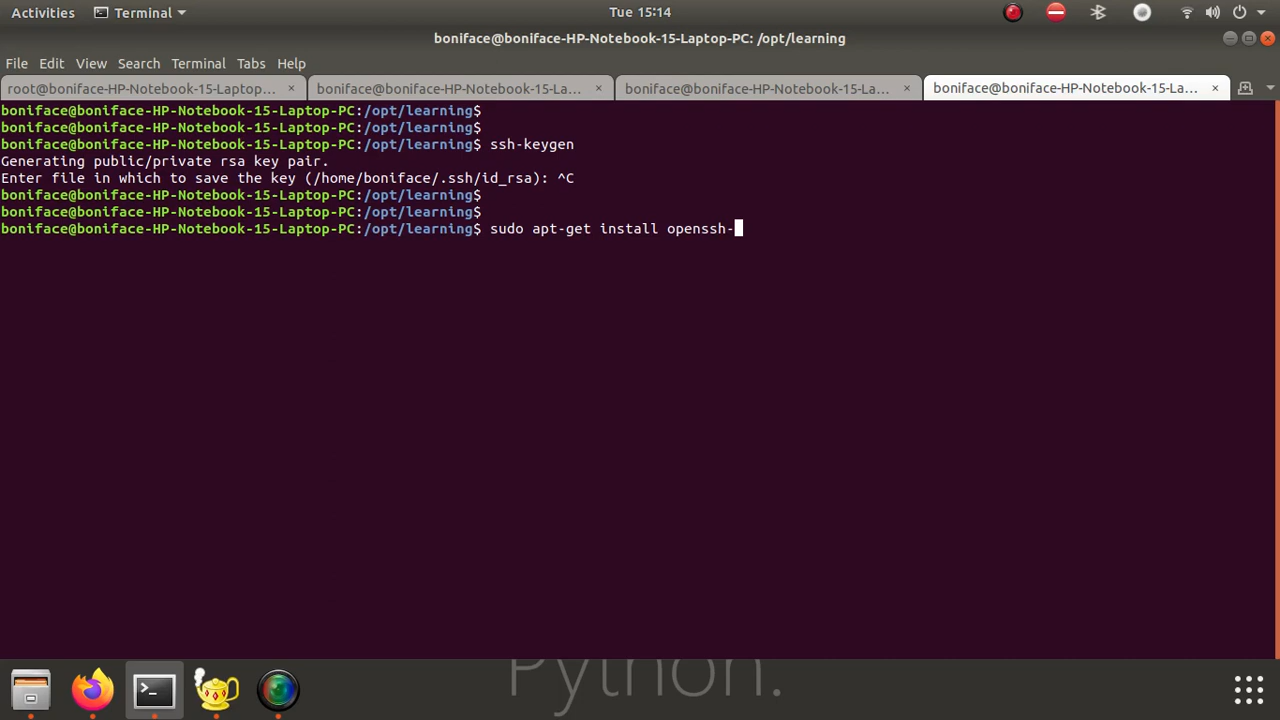 Activities Terminal Tue 15:14
boniface@boniface-HP-Notebook-15-Laptop-PC: /opt/learning
File Edit View Search Terminal Tabs Help
root@boniface-HP-Notebook-15-Laptop... × boniface@boniface-HP-Notebook-15-La... × boniface@boniface-HP-Notebook-15-La... × boniface@boniface-HP-Notebook-15-La... ×
boniface@boniface-HP-Notebook-15-Laptop-PC:/opt/learning$
boniface@boniface-HP-Notebook-15-Laptop-PC:/opt/learning$
boniface@boniface-HP-Notebook-15-Laptop-PC:/opt/learning$ ssh-keygen
Generating public/private rsa key pair.
Enter file in which to save the key (/home/boniface/.ssh/id_rsa): ^C
boniface@boniface-HP-Notebook-15-Laptop-PC:/opt/learning$
boniface@boniface-HP-Notebook-15-Laptop-PC:/opt/learning$
boniface@boniface-HP-Notebook-15-Laptop-PC:/opt/learning$ sudo apt-get install openssh-
Python.